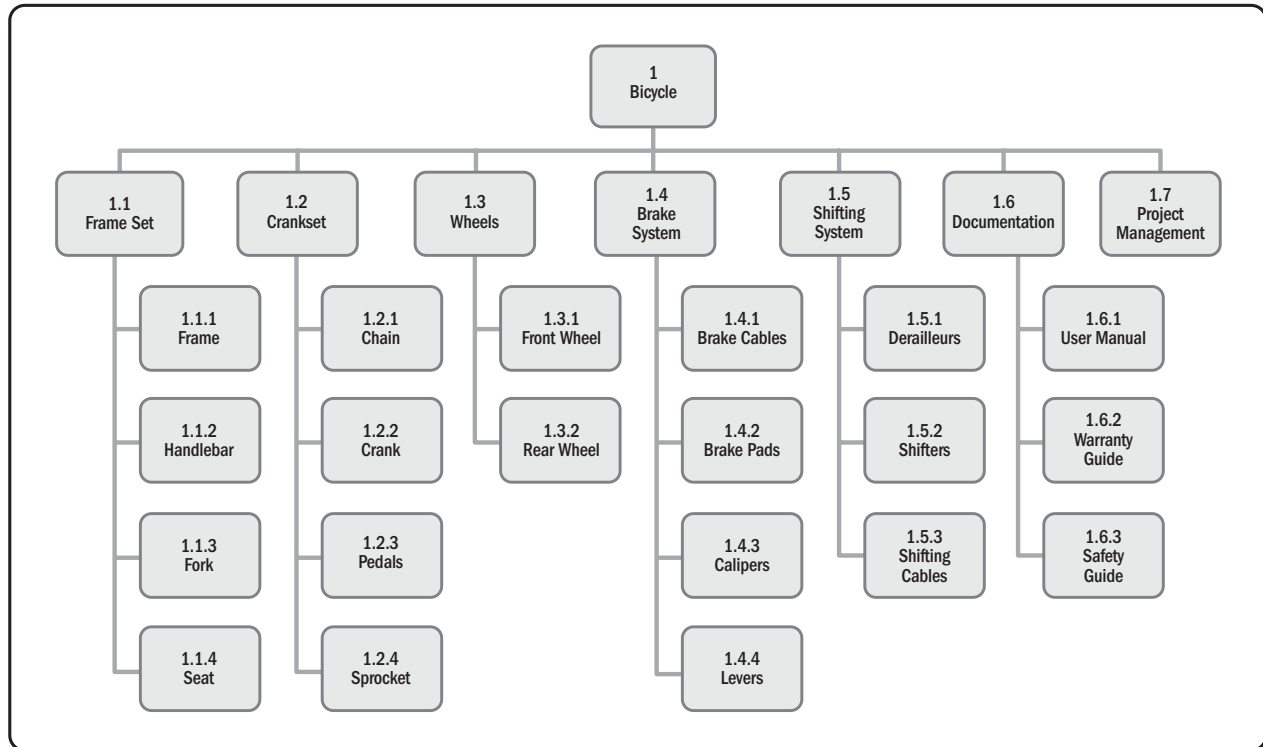 1
Bicycle
1.1
Frame Set
1.2
Crankset
1.3
Wheels
1.4
Brake
System
1.5
Shifting
System
1.6
Documentation
1.7
Project
Management
1.1.1
Frame
1.2.1
Chain
1.3.1
Front Wheel
1.4.1
Brake Cables
1.5.1
Derailleurs
1.6.1
User Manual
1.1.2
Handlebar
1.2.2
Crank
1.3.2
Rear Wheel
1.4.2
Brake Pads
1.5.2
Shifters
1.6.2
Warranty
Guide
1.1.3
Fork
1.2.3
Pedals
1.4.3
Calipers
1.5.3
Shifting
Cables
1.6.3
Safety
Guide
1.1.4
Seat
1.2.4
Sprocket
1.4.4
Levers